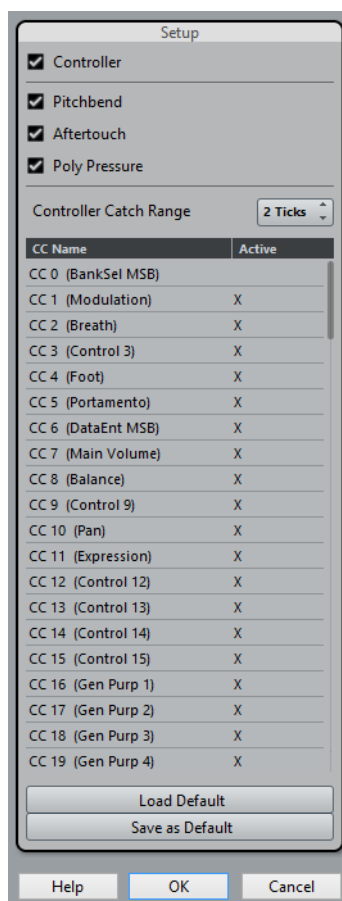 Setup
Controller
Pitchbend
Aftertouch
Poly Pressure
Controller Catch Range 2 Ticks
CC Name Active
CC 0 (BankSel MSB)
CC 1 (Modulation) X
CC 2 (Breath) X
CC 3 (Control 3) X
CC 4 (Foot) X
CC 5 (Portamento) X
CC 6 (DataEnt MSB) X
CC 7 (Main Volume) X
CC 8 (Balance) X
CC 9 (Control 9) X
CC 10 (Pan) X
CC 11 (Expression) X
CC 12 (Control 12) X
CC 13 (Control 13) X
CC 14 (Control 14) X
CC 15 (Control 15) X
CC 16 (Gen Purp 1) X
CC 17 (Gen Purp 2) X
CC 18 (Gen Purp 3) X
CC 19 (Gen Purp 4) X
Load Default
Save as Default
Help OK Cancel